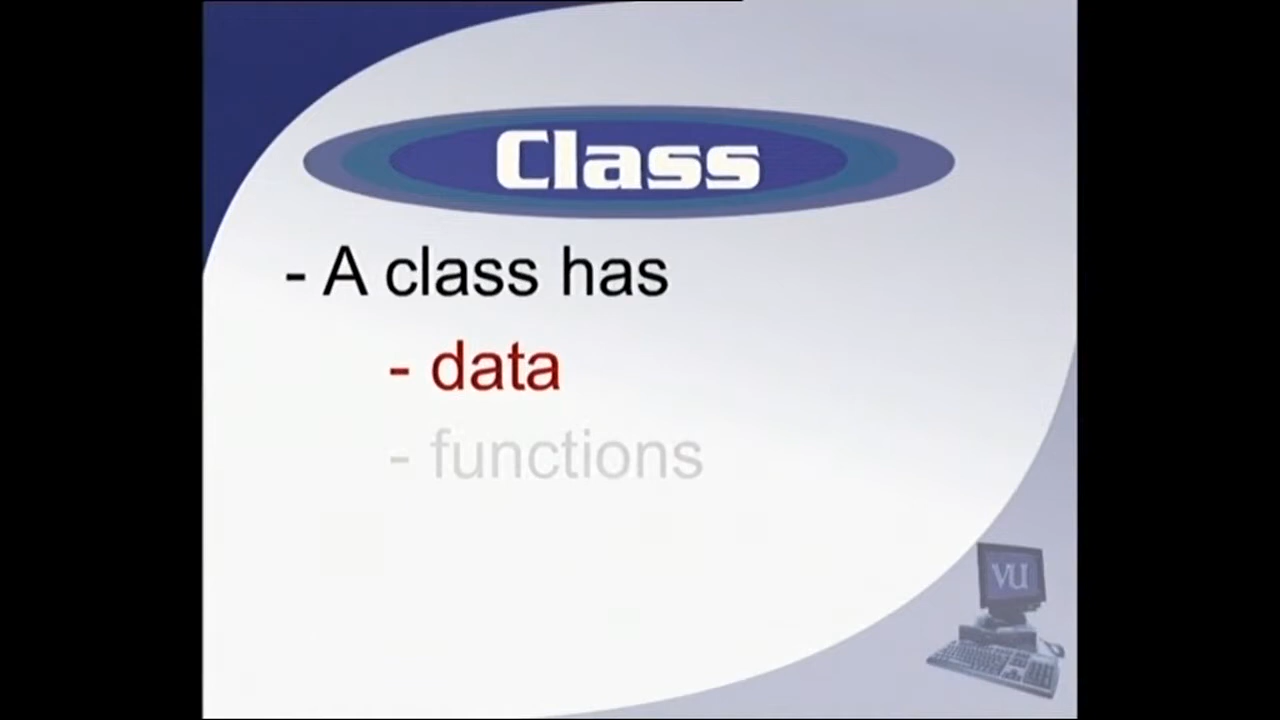 Class
- A class has
- data
- functions
VU